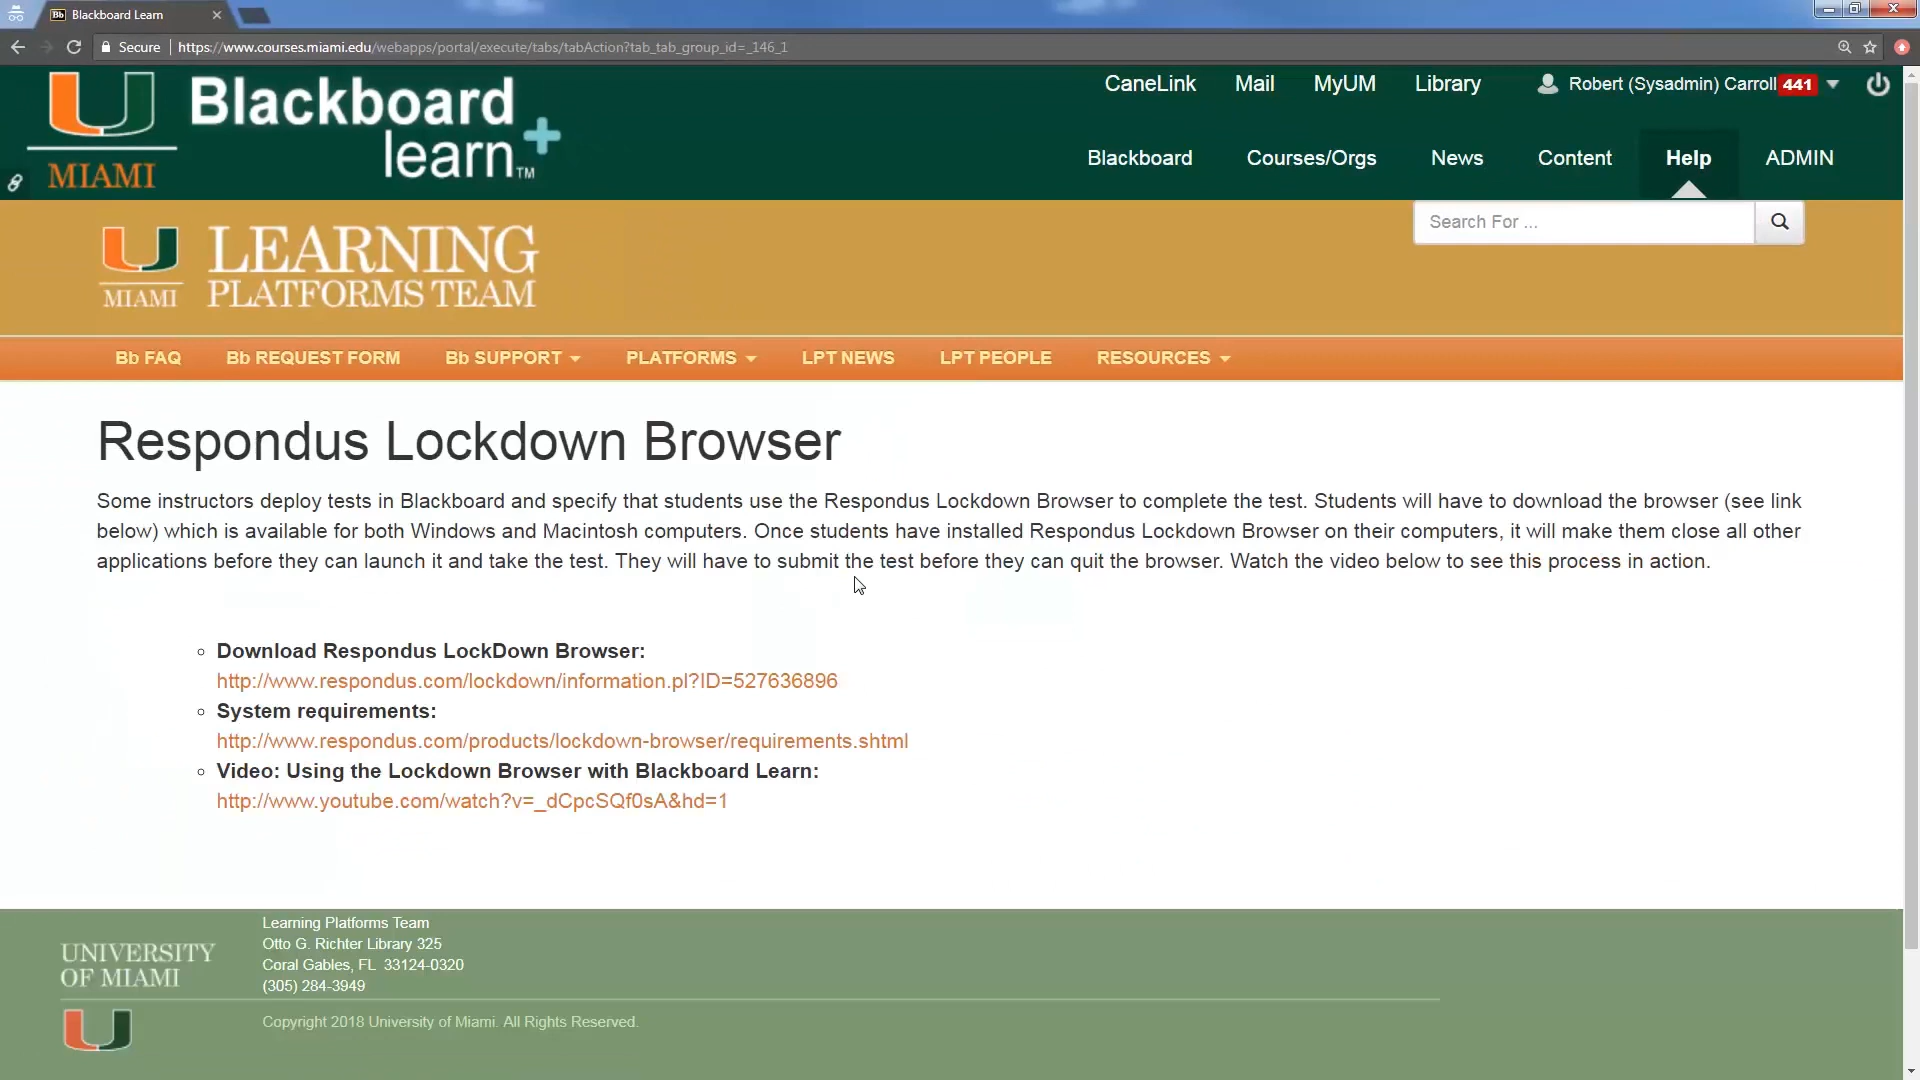 Bb Blackboard Learn
Secure https://www.courses.miami.edu/webapps/portal/execute/tabs/tabAction?tab_tab_group_id=_146_1
CaneLink Mail MyUM Library Robert (Sysadmin) Carroll 441
Blackboard
learn™
MIAMI
Blackboard Courses/Orgs News Content Help ADMIN
Search For ...
LEARNING
PLATFORMS TEAM
MIAMI
Bb FAQ Bb REQUEST FORM Bb SUPPORT PLATFORMS LPT NEWS LPT PEOPLE RESOURCES
Respondus Lockdown Browser
Some instructors deploy tests in Blackboard and specify that students use the Respondus Lockdown Browser to complete the test. Students will have to download the browser (see link
below) which is available for both Windows and Macintosh computers. Once students have installed Respondus Lockdown Browser on their computers, it will make them close all other
applications before they can launch it and take the test. They will have to submit the test before they can quit the browser. Watch the video below to see this process in action.
Download Respondus LockDown Browser:
http://www.respondus.com/lockdown/information.pl?ID=527636896
System requirements:
http://www.respondus.com/products/lockdown-browser/requirements.shtml
Video: Using the Lockdown Browser with Blackboard Learn:
http://www.youtube.com/watch?v=_dCpcSQf0sA&hd=1
UNIVERSITY
OF MIAMI
Learning Platforms Team
Otto G. Richter Library 325
Coral Gables, FL 33124-0320
(305) 284-3949
Copyright 2018 University of Miami. All Rights Reserved.